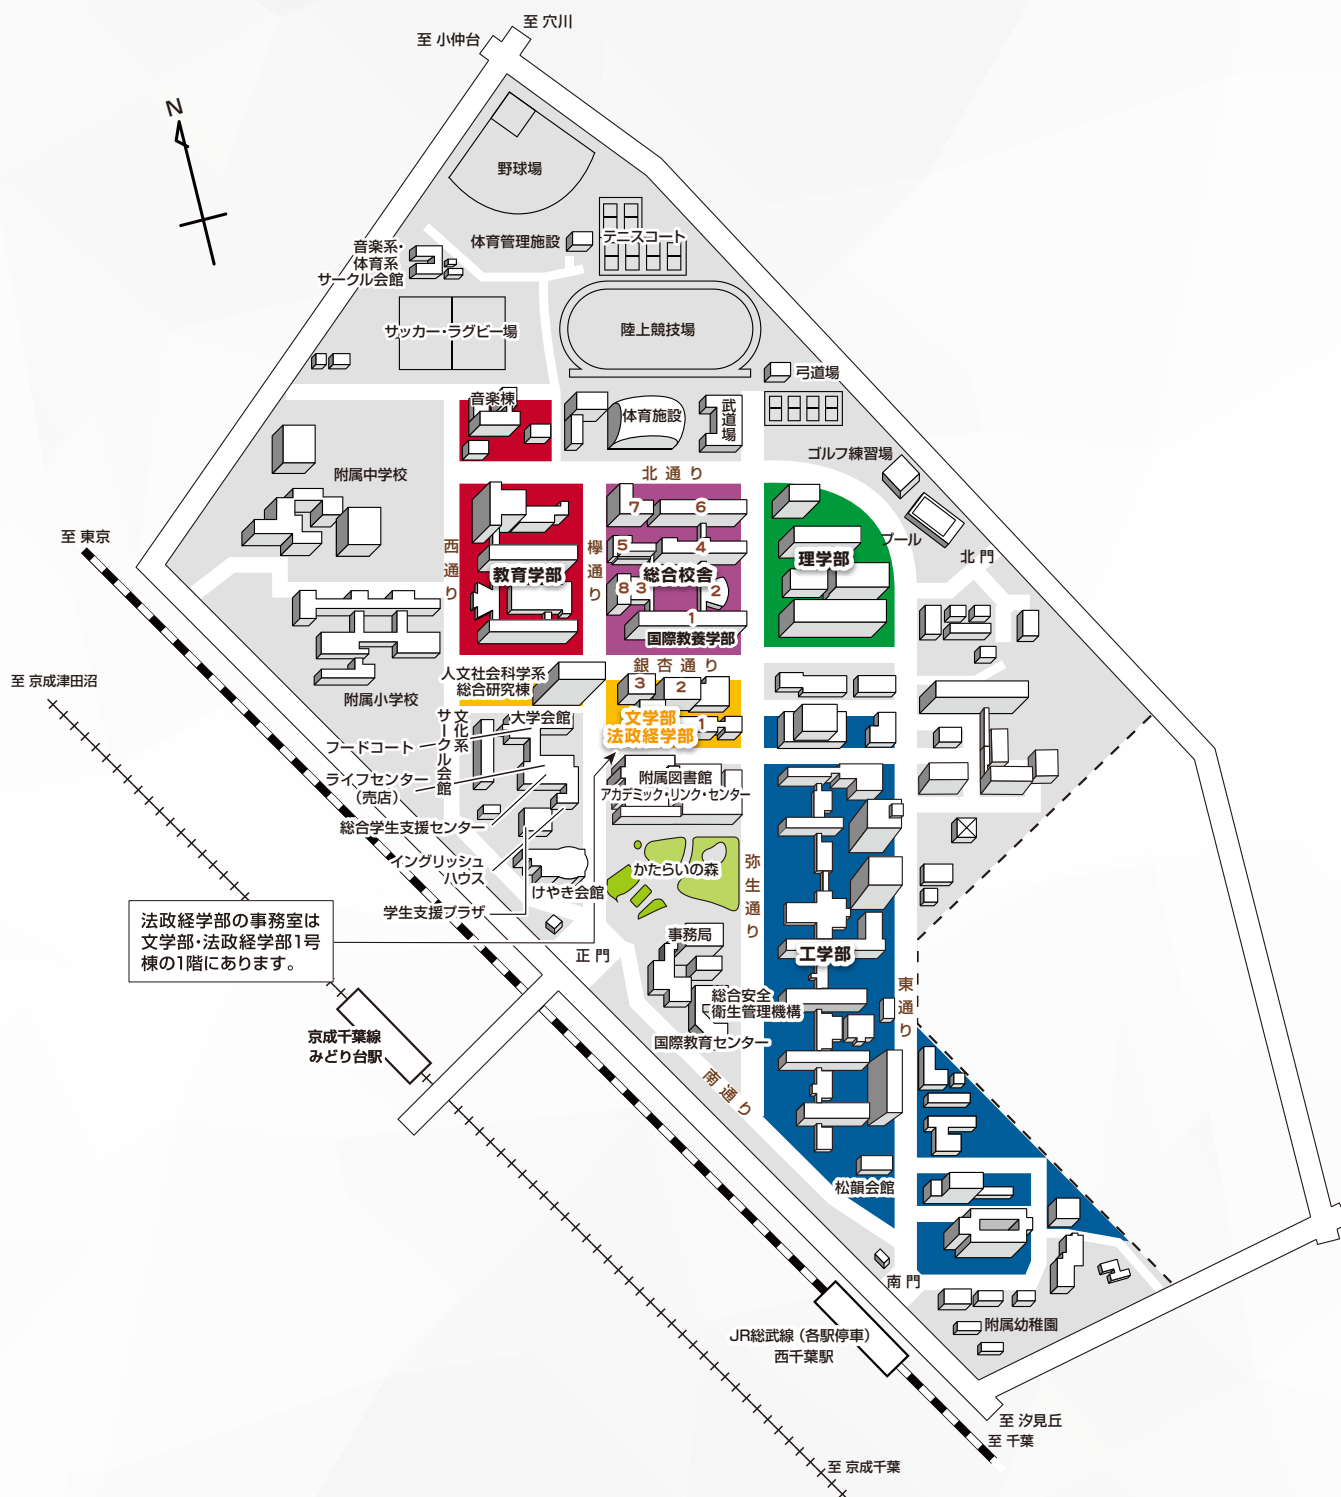 至 穴川
至 小仲台
N
野球場
体育管理施設
テニスコート
音楽系・
体育系
サークル会館
サッカー・ラグビー場
陸上競技場
弓道場
音楽棟
体育施設
武道場
ゴルフ練習場
北通り
附属中学校
プール
北門
至 東京
西通り
欅通り
7
6
5
4
総合校舎
8
3
2
1
国際教養学部
教育学部
理学部
銀杏通り
人文社会科学系
総合研究棟
至 京成津田沼
附属小学校
3
2
1
文学部
法政経学部
大学会館
文化系
サークル会館
フードコート
ライフセンター
（売店）
附属図書館
アカデミック・リンク・センター
総合学生支援センター
イングリッシュ
ハウス
けやき会館
学生支援プラザ
かたらいの森
弥生通り
法政経学部の事務室は
文学部・法政経学部1号
棟の1階にあります。
正門
事務局
工学部
東通り
総合安全
衛生管理機構
国際教育センター
京成千葉線
みどり台駅
南通り
松韻会館
南門
附属幼稚園
JR総武線（各駅停車）
西千葉駅
至 汐見丘
至 千葉
至 京成千葉